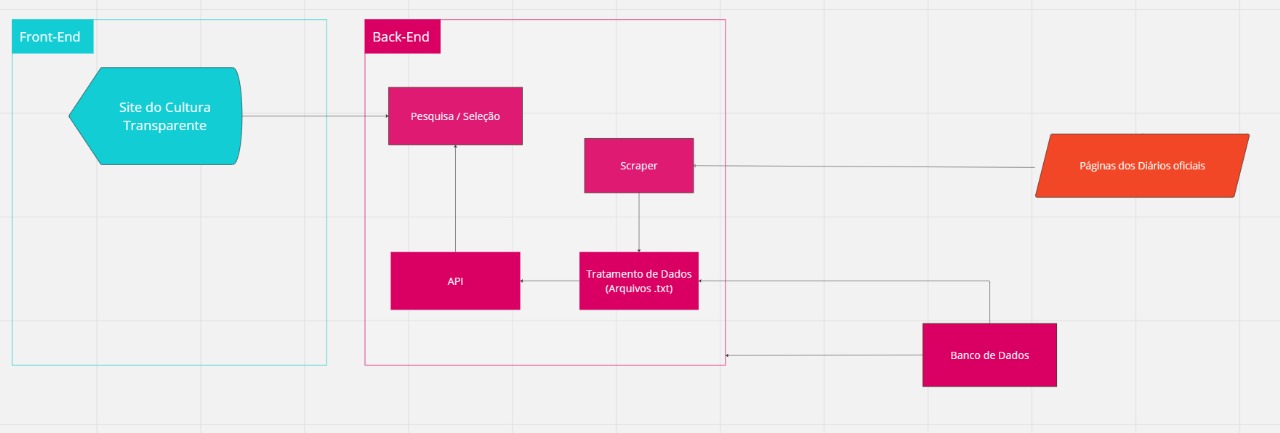 Front-End
Back-End
Site do Cultura
Transparente
Pesquisa / Seleção
Scraper
Páginas dos Diários oficiais
API
Tratamento de Dados
(Arquivos .txt)
Banco de Dados